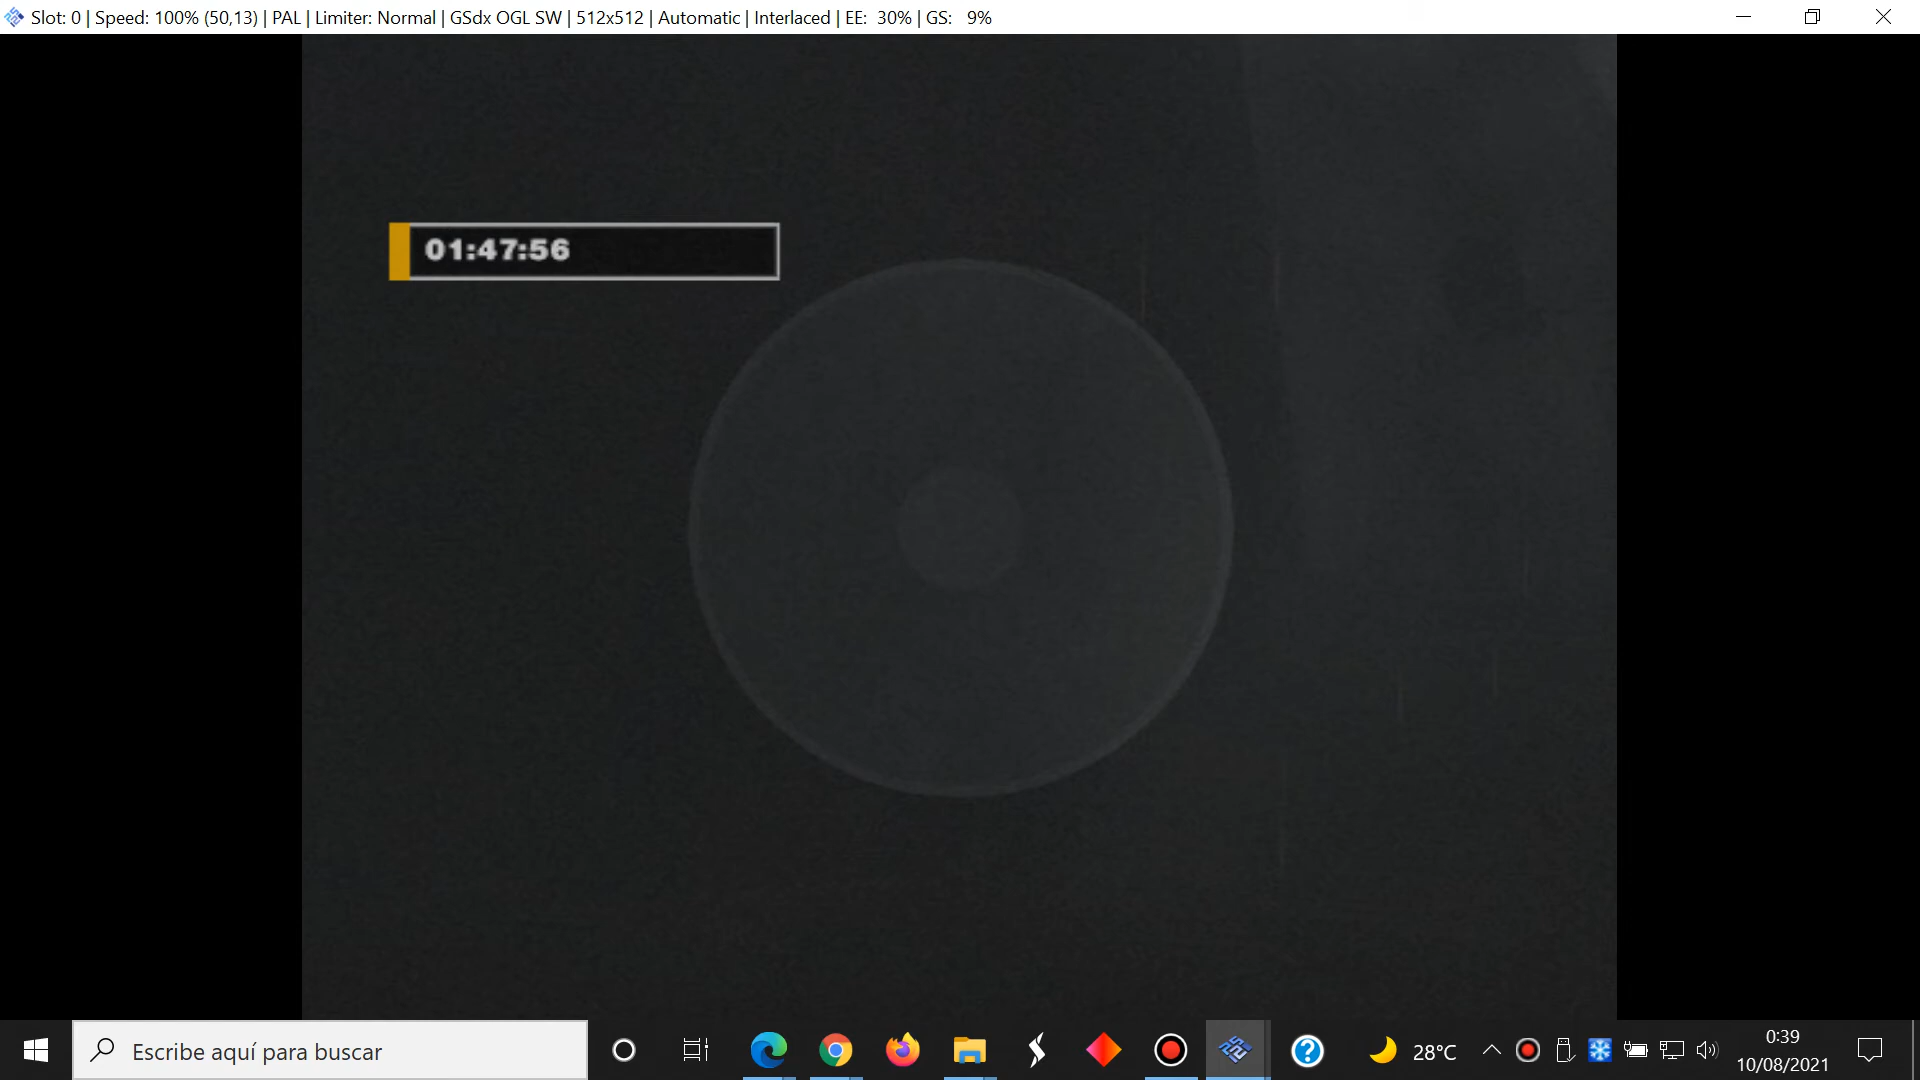 Slot: 0 | Speed: 100% (50,13) | PAL | Limiter: Normal | GSdx OGL SW | 512x512 | Automatic | Interlaced | EE:  30% | GS:   9%
01:47:56
Escribe aquí para buscar
28°C
0:39
10/08/2021